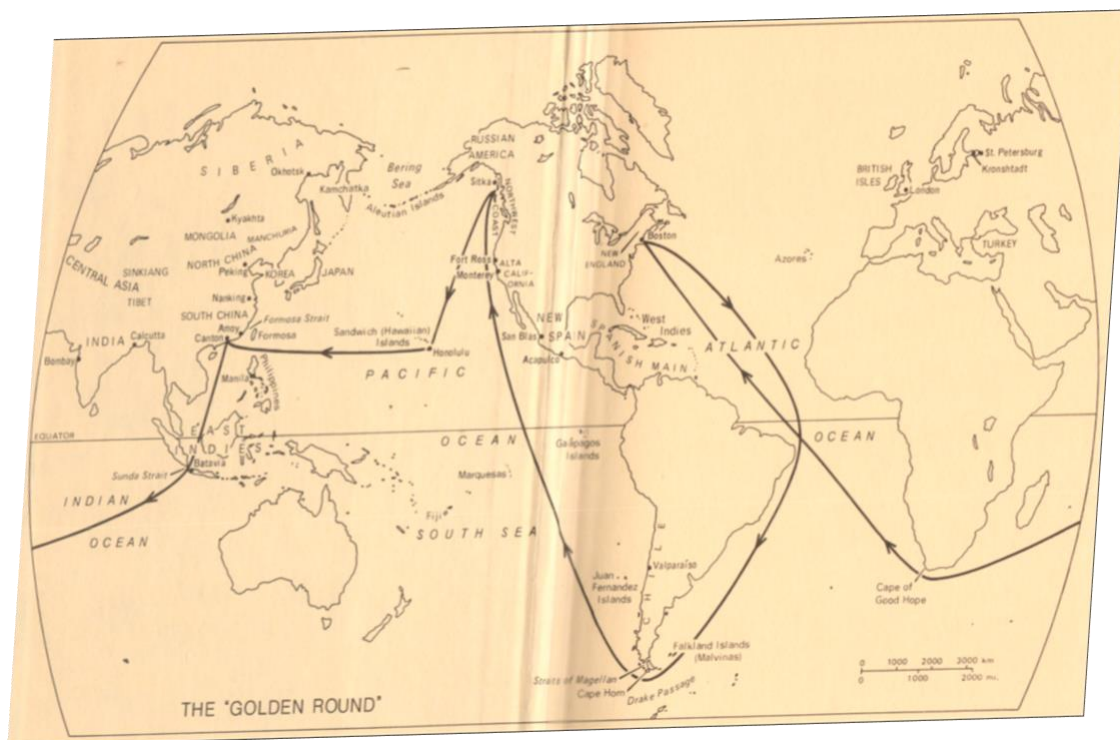 RUSSIAN
AMERICA
SIBERIA
Okhotsk
Bering
Sea
Kamchatka
Aleutian Islands
Sitka
NORTHWEST
COAST
BRITISH
ISLES
London
St. Petersburg
Kronshtadt
Kyakhta
MONGOLIA
MANCHURIA
NORTH CHINA
Peking
KOREA
JAPAN
CENTRAL ASIA
SINKIANG
TIBET
Nanking
SOUTH CHINA
Amoy
Canton
Formosa Strait
Formosa
INDIA
Calcutta
Bombay
Manila
Philippines
Fort Ross
Monterey
ALTA
CALIF-
ORNIA
Boston
NEW
ENGLAND
Azores
TURKEY
Sandwich (Hawaiian)
Islands
Honolulu
NEW
SPAIN
San Blas
Acapulco
West
Indies
SPANISH MAIN
PACIFIC
OCEAN
ATLANTIC
OCEAN
EQUATOR
EAST
INDIES
Batavia
Sunda Strait
INDIAN
OCEAN
Galápagos
Islands
Marquesas
Fiji
SOUTH SEA
CHILE
Valparaíso
Juan
Fernández
Islands
Cape of
Good Hope
Falkland Islands
(Malvinas)
Straits of Magellan
Cape Horn
Drake Passage
0 1000 2000 3000 km
0 1000 2000 mi.
THE "GOLDEN ROUND"